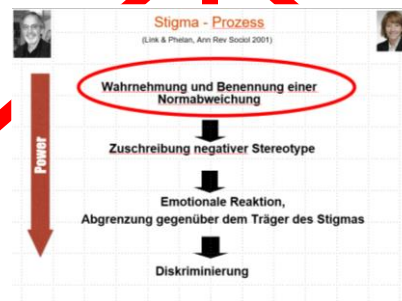 Stigma - Prozess
(Link & Phelan, Ann Rev Sociol 2001)
Power
Wahrnehmung und Benennung einer
Normabweichung
Zuschreibung negativer Stereotype
Emotionale Reaktion,
Abgrenzung gegenüber dem Träger des Stigmas
Diskriminierung